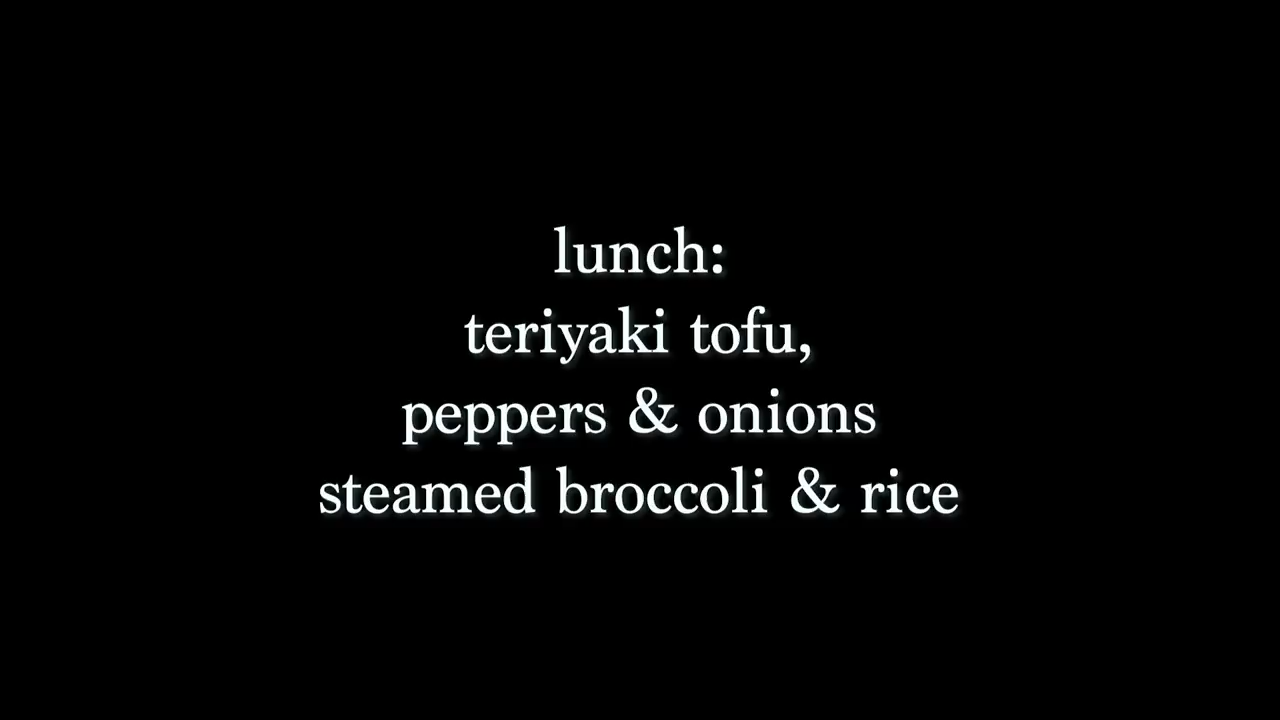 lunch:
teriyaki tofu,
peppers & onions
steamed broccoli & rice